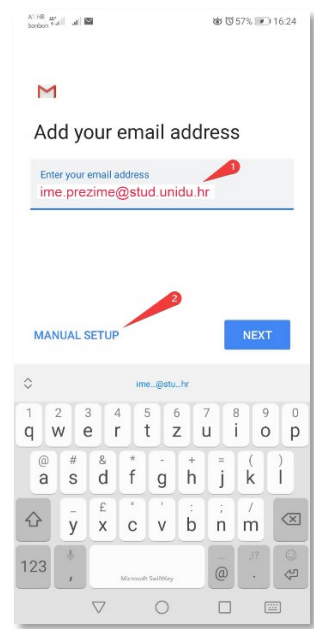 A1 HR
bonbon
4G+
57%
16:24
Add your email address
Enter your email address
1
ime.prezime@stud.unidu.hr
2
MANUAL SETUP
NEXT
ime...@stu...hr
1 2 3 4 5 6 7 8 9 0
q w e r t z u i o p
@ # & * - + = ( )
a s d f g h j k l
_ £ " ' : ; /
y x c v b n m
123 , Microsoft SwiftKey @ . ,!?